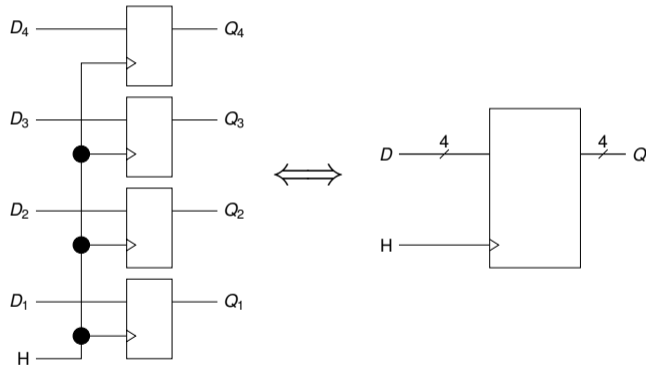 D₄ Q₄
D₃ Q₃
D₂ Q₂
D₁ Q₁
H
4 4
D Q
H